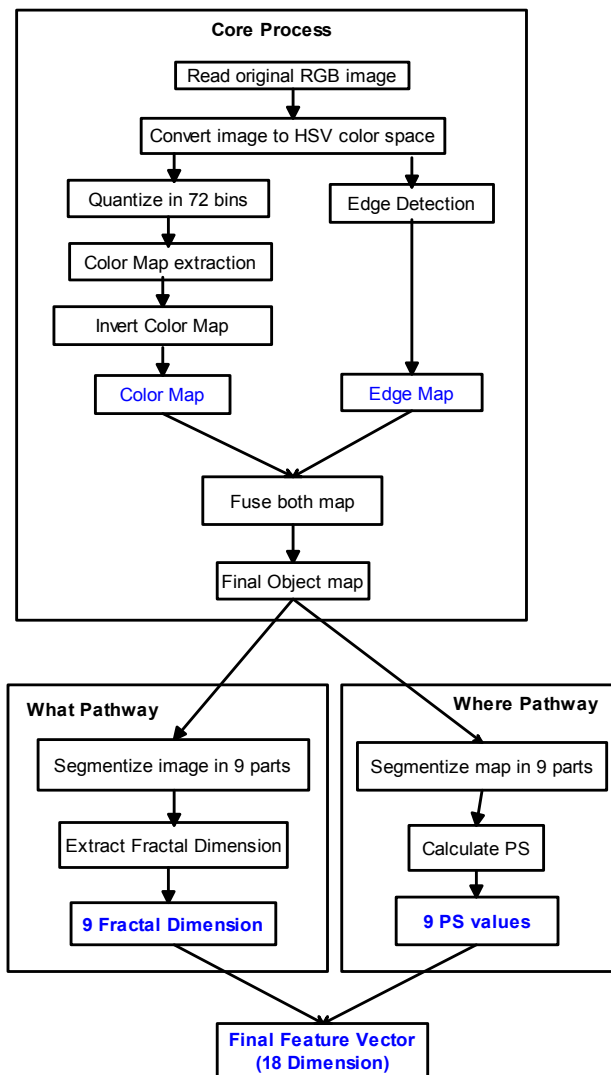 Core Process
Read original RGB image
Convert image to HSV color space
Quantize in 72 bins
Edge Detection
Color Map extraction
Invert Color Map
Color Map
Edge Map
Fuse both map
Final Object map
What Pathway
Where Pathway
Segmentize image in 9 parts
Segmentize map in 9 parts
Extract Fractal Dimension
Calculate PS
9 Fractal Dimension
9 PS values
Final Feature Vector
(18 Dimension)